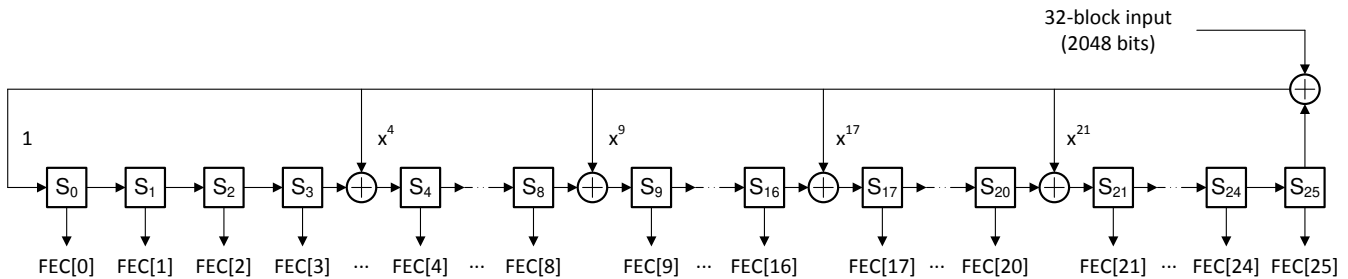 32-block input
(2048 bits)
1 x⁴ x⁹ x¹⁷ x²¹
S₀ S₁ S₂ S₃ S₄ S₈ S₉ S₁₆ S₁₇ S₂₀ S₂₁ S₂₄ S₂₅
FEC[0] FEC[1] FEC[2] FEC[3] ... FEC[4] ... FEC[8] FEC[9] ... FEC[16] FEC[17] ... FEC[20] FEC[21] ... FEC[24] FEC[25]